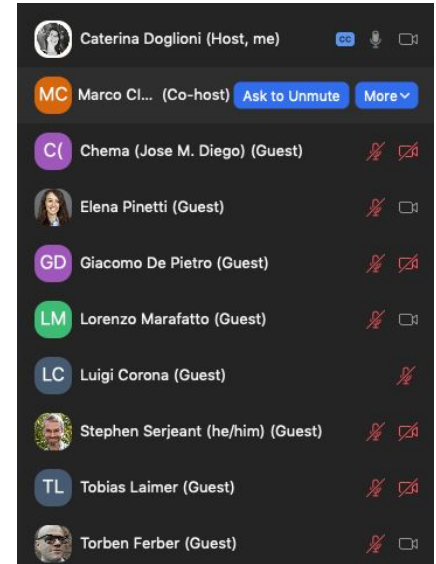 Caterina Doglioni (Host, me) CC
MC Marco Cl... (Co-host) Ask to Unmute More
C( Chema (Jose M. Diego) (Guest)
Elena Pinetti (Guest)
GD Giacomo De Pietro (Guest)
LM Lorenzo Marafatto (Guest)
LC Luigi Corona (Guest)
Stephen Serjeant (he/him) (Guest)
TL Tobias Laimer (Guest)
Torben Ferber (Guest)